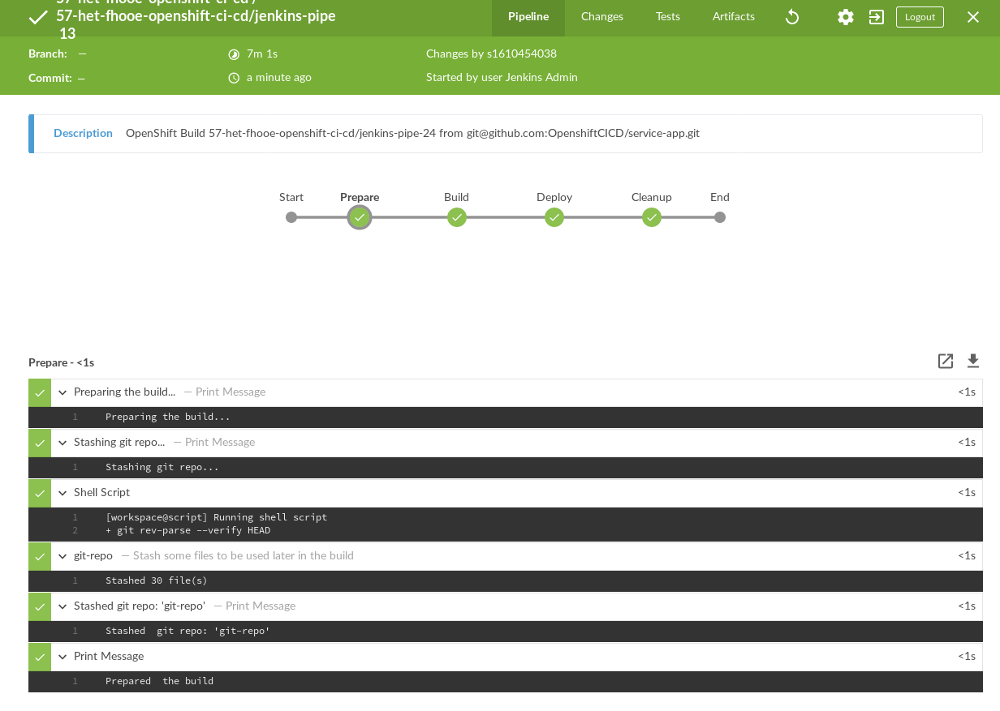 57-het-fhooe-openshift-ci-cd /
57-het-fhooe-openshift-ci-cd/jenkins-pipe
13
Pipeline Changes Tests Artifacts Logout
Branch: — 7m 1s Changes by s1610454038
Commit: — a minute ago Started by user Jenkins Admin
Description OpenShift Build 57-het-fhooe-openshift-ci-cd/jenkins-pipe-24 from git@github.com:OpenshiftCICD/service-app.git
Start Prepare Build Deploy Cleanup End
Prepare - <1s
Preparing the build... — Print Message <1s
1 Preparing the build...
Stashing git repo... — Print Message <1s
1 Stashing git repo...
Shell Script <1s
1 [workspace@script] Running shell script
2 + git rev-parse --verify HEAD
git-repo — Stash some files to be used later in the build <1s
1 Stashed 30 file(s)
Stashed git repo: 'git-repo' — Print Message <1s
1 Stashed  git repo: 'git-repo'
Print Message <1s
1 Prepared  the build